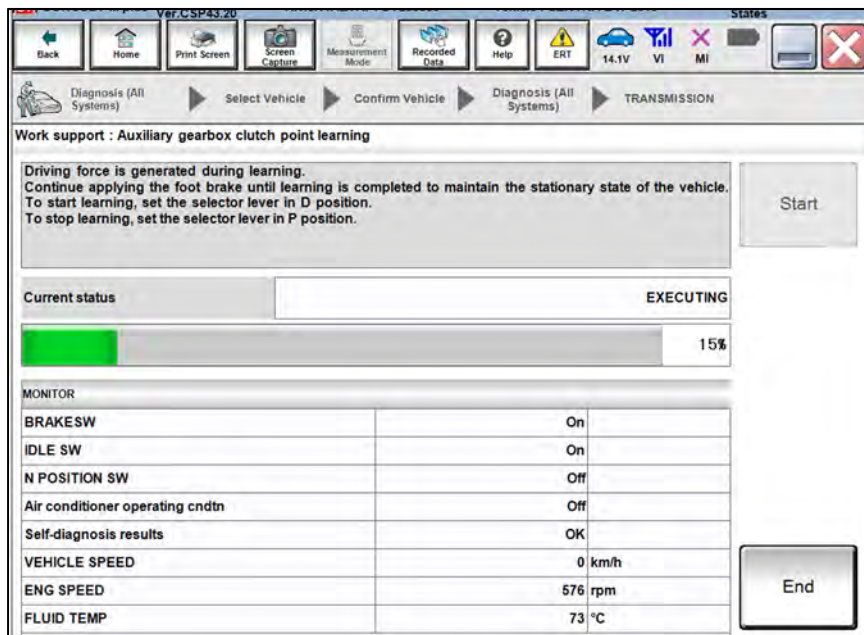 Ver.CSP43.20
States
Back
Home
Print Screen
Screen Capture
Measurement Mode
Recorded Data
Help
ERT
14.1V
VI
MI
Diagnosis (All Systems)
Select Vehicle
Confirm Vehicle
Diagnosis (All Systems)
TRANSMISSION
Work support : Auxiliary gearbox clutch point learning
Driving force is generated during learning.
Continue applying the foot brake until learning is completed to maintain the stationary state of the vehicle.
To start learning, set the selector lever in D position.
To stop learning, set the selector lever in P position.
Start
Current status EXECUTING
15%
MONITOR
BRAKESW On
IDLE SW On
N POSITION SW Off
Air conditioner operating cndtn Off
Self-diagnosis results OK
VEHICLE SPEED 0 km/h
ENG SPEED 576 rpm
FLUID TEMP 73 °C
End